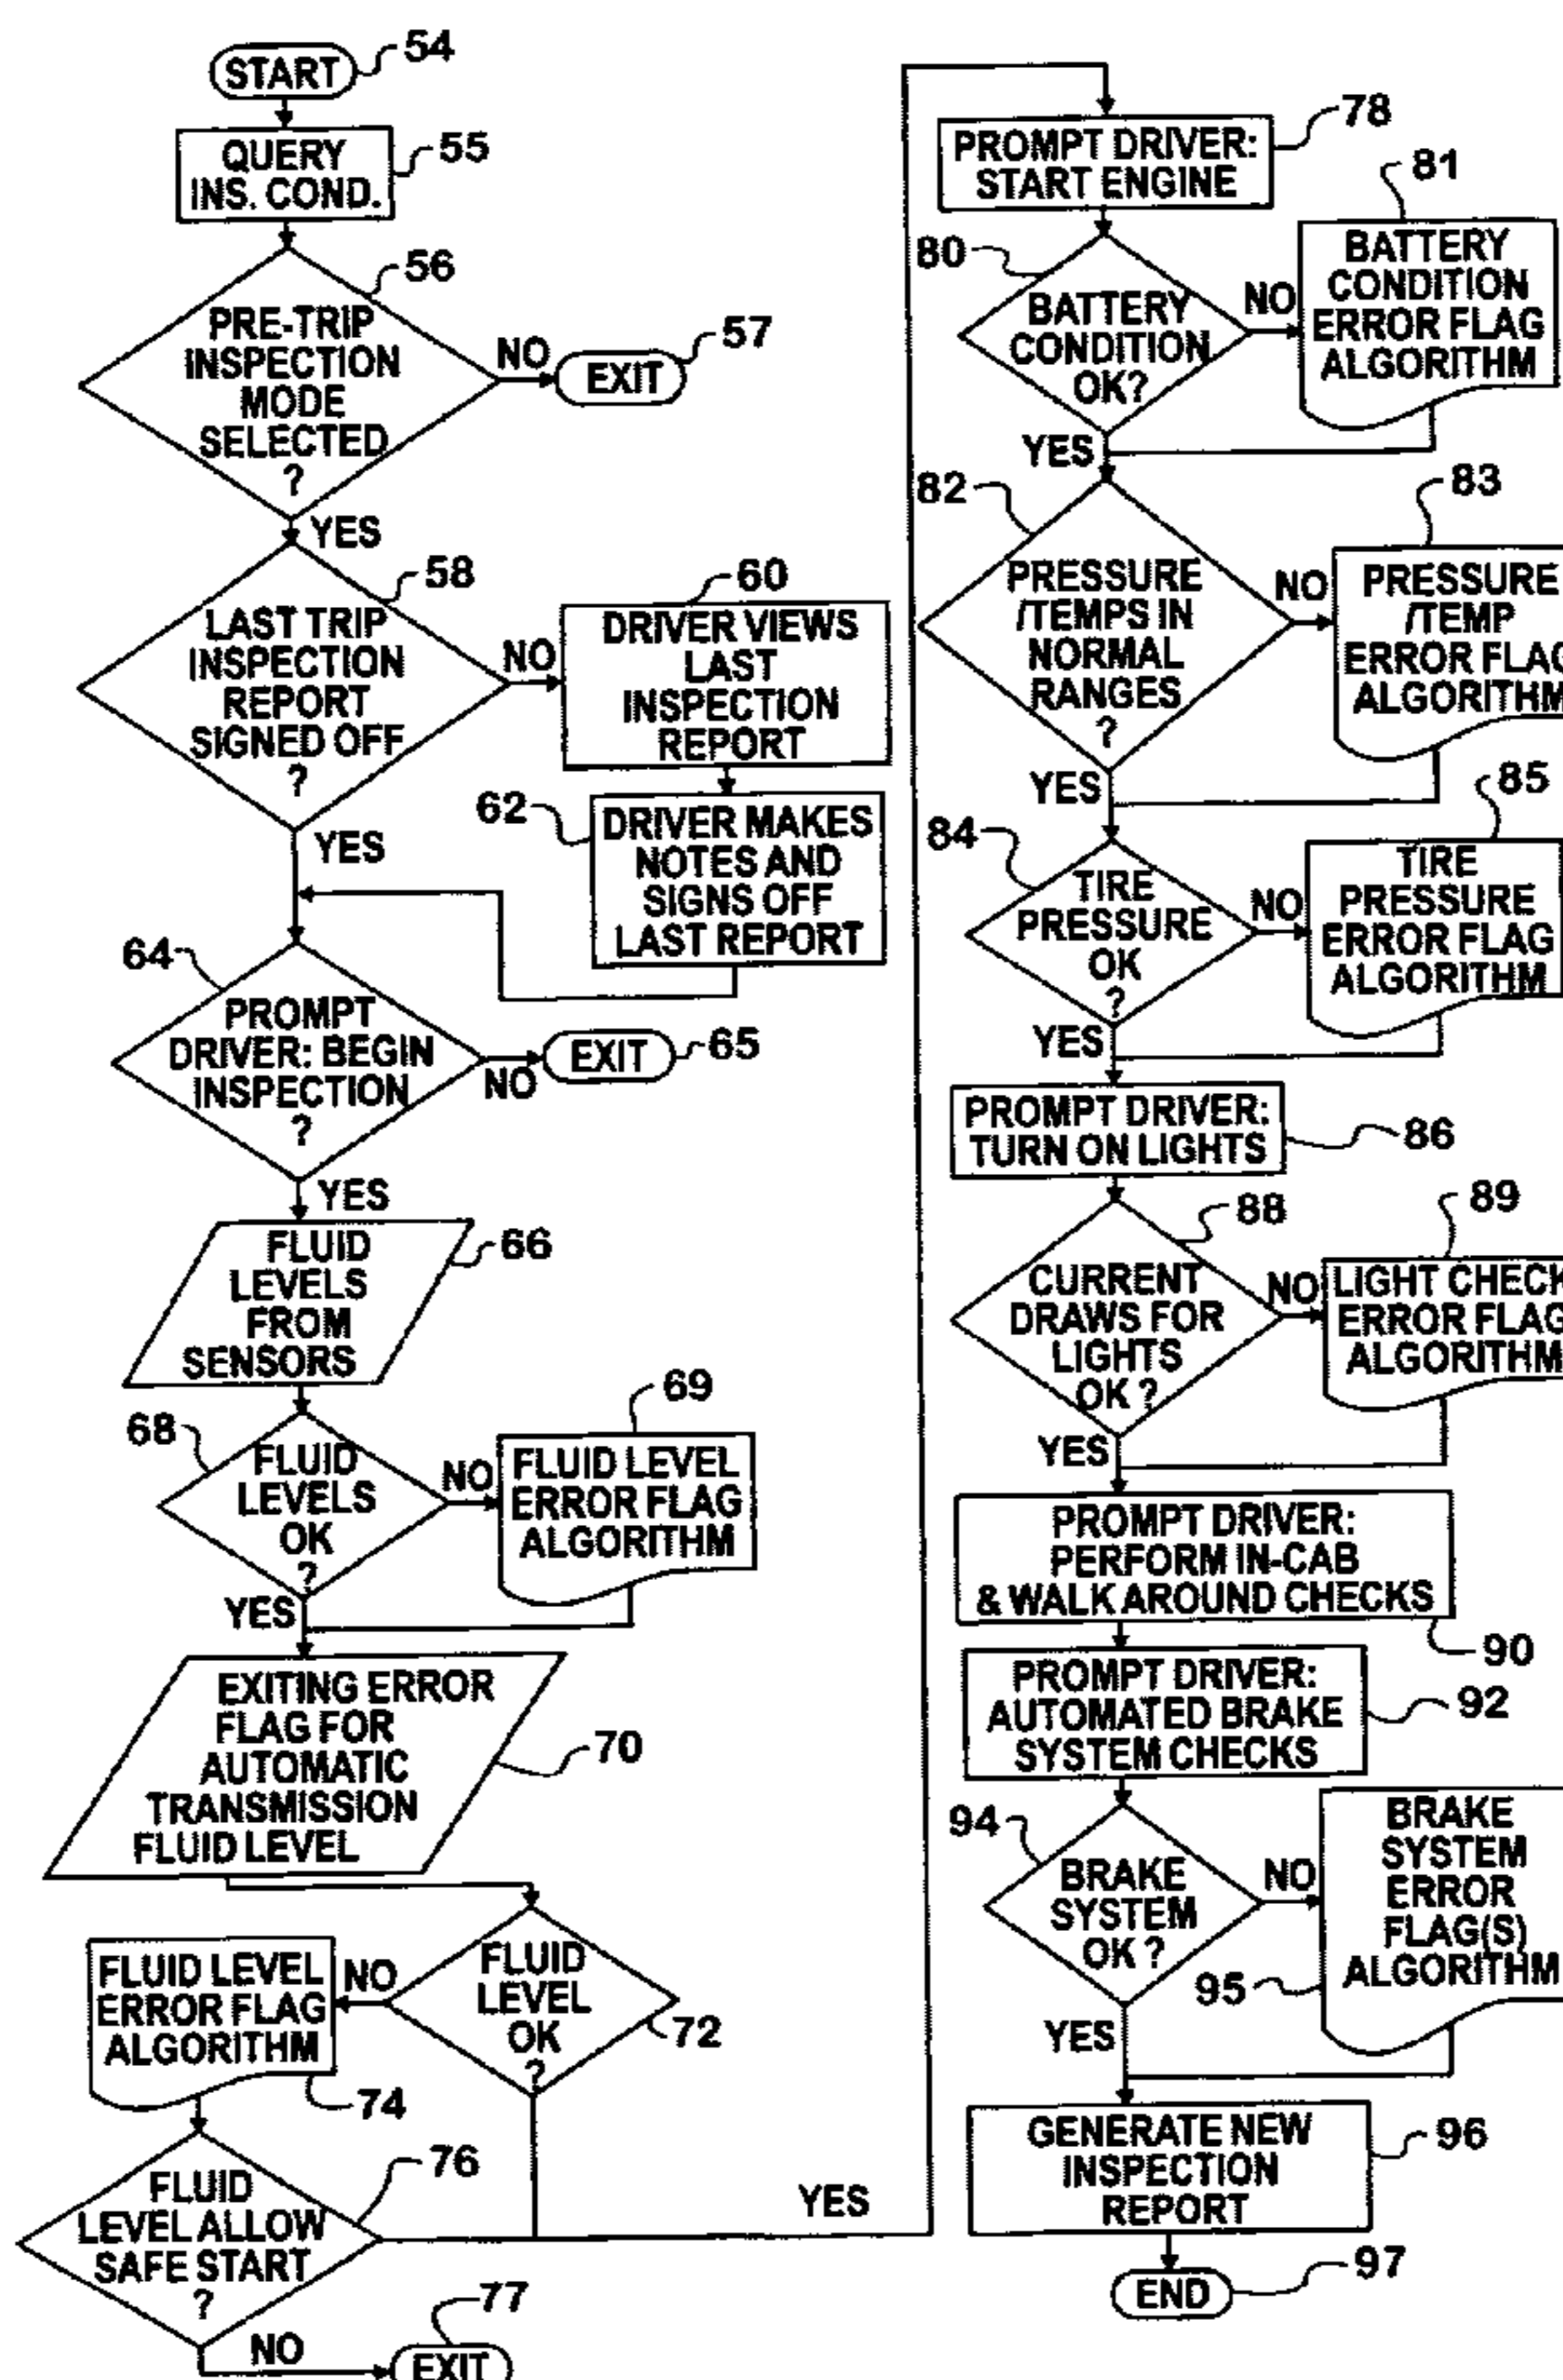 START
54
QUERY
INS. COND.
55
PRE-TRIP
INSPECTION
MODE
SELECTED
?
56
NO
EXIT
57
YES
LAST TRIP
INSPECTION
REPORT
SIGNED OFF
?
58
NO
60
DRIVER VIEWS
LAST
INSPECTION
REPORT
YES
62
DRIVER MAKES
NOTES AND
SIGNS OFF
LAST REPORT
64
PROMPT
DRIVER: BEGIN
INSPECTION
?
NO
EXIT
65
YES
FLUID
LEVELS
FROM
SENSORS
66
68
FLUID
LEVELS
OK
?
NO
69
FLUID LEVEL
ERROR FLAG
ALGORITHM
YES
EXITING ERROR
FLAG FOR
AUTOMATIC
TRANSMISSION
FLUID LEVEL
70
FLUID
LEVEL
OK
?
72
NO
FLUID LEVEL
ERROR FLAG
ALGORITHM
74
FLUID
LEVEL ALLOW
SAFE START
?
76
YES
NO
77
EXIT
PROMPT DRIVER:
START ENGINE
78
80
BATTERY
CONDITION
OK?
NO
81
BATTERY
CONDITION
ERROR FLAG
ALGORITHM
YES
82
PRESSURE
/TEMPS IN
NORMAL
RANGES
?
NO
83
PRESSURE
/TEMP
ERROR FLAG
ALGORITHM
YES
84
TIRE
PRESSURE
OK
?
NO
85
TIRE
PRESSURE
ERROR FLAG
ALGORITHM
YES
PROMPT DRIVER:
TURN ON LIGHTS
86
88
CURRENT
DRAWS FOR
LIGHTS
OK ?
NO
89
LIGHT CHECK
ERROR FLAG
ALGORITHM
YES
PROMPT DRIVER:
PERFORM IN-CAB
& WALK AROUND CHECKS
90
PROMPT DRIVER:
AUTOMATED BRAKE
SYSTEM CHECKS
92
94
BRAKE
SYSTEM
OK ?
NO
BRAKE
SYSTEM
ERROR
FLAG(S)
ALGORITHM
95
YES
GENERATE NEW
INSPECTION
REPORT
96
END
97